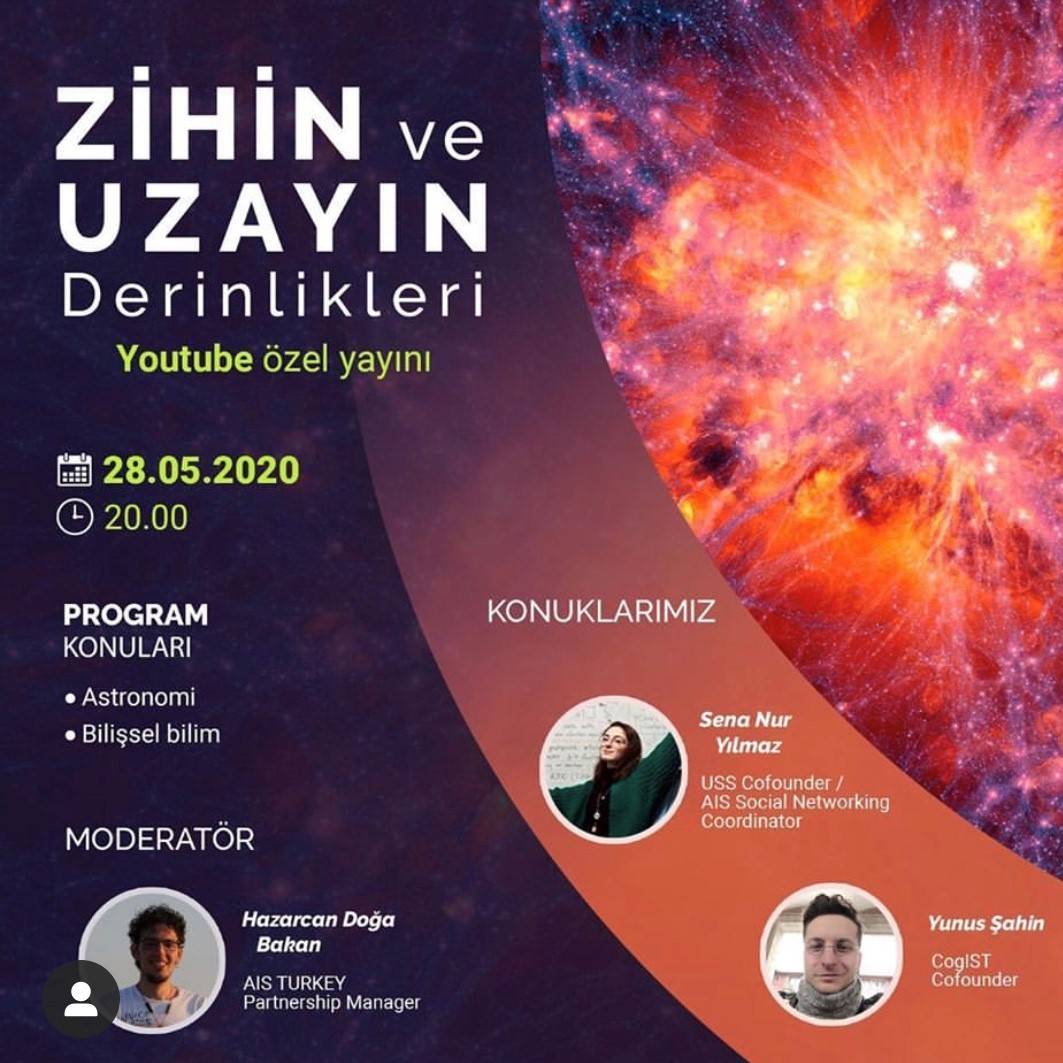 ZİHİN ve
UZAYIN
Derinlikleri
Youtube özel yayını
28.05.2020
20.00
PROGRAM
KONULARI
• Astronomi
• Bilişsel bilim
MODERATÖR
Hazarcan Doğa
Bakan
AIS TURKEY
Partnership Manager
KONUKLARIMIZ
Sena Nur
Yılmaz
USS Cofounder /
AIS Social Networking
Coordinator
Yunus Şahin
CogIST
Cofounder